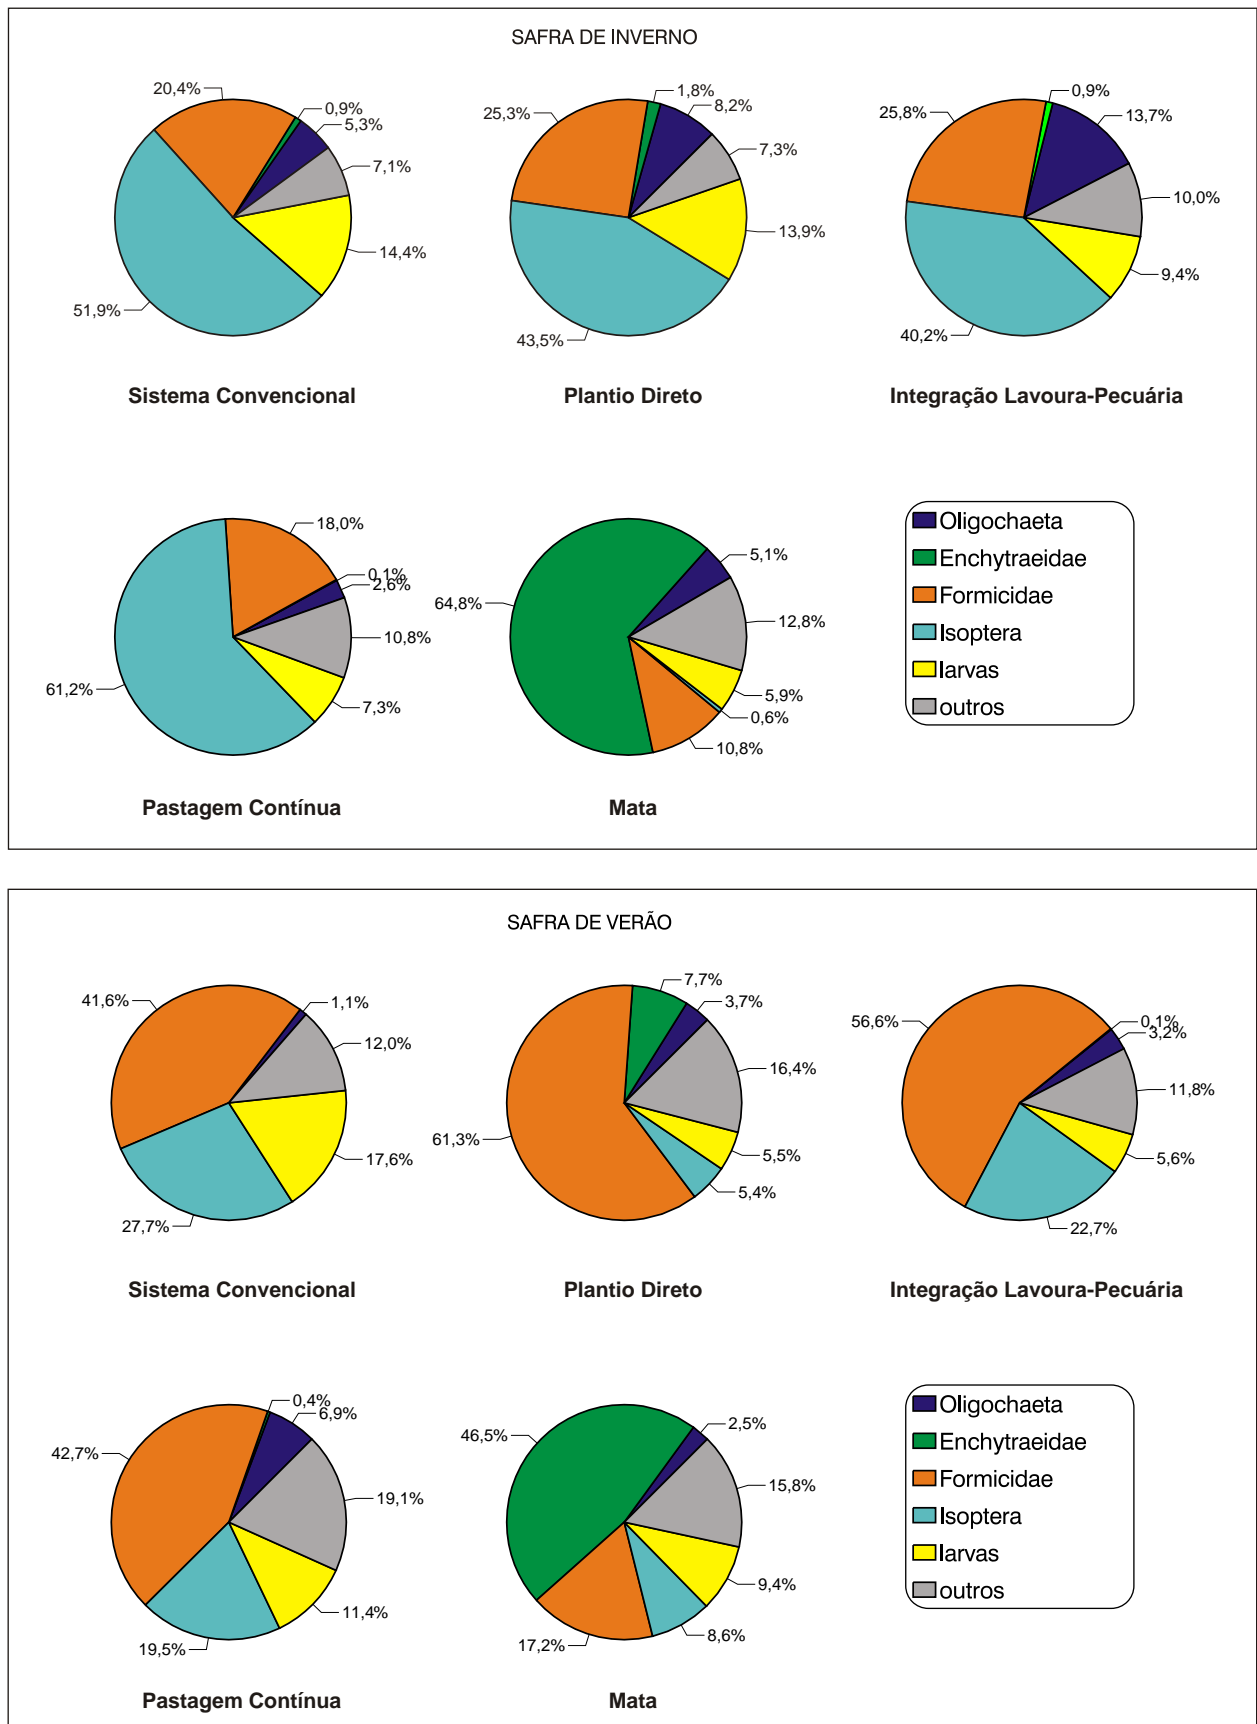 SAFRA DE INVERNO
20,4%
0,9%
5,3%
7,1%
14,4%
51,9%
Sistema Convencional
25,3%
1,8%
8,2%
7,3%
13,9%
43,5%
Plantio Direto
25,8%
0,9%
13,7%
10,0%
9,4%
40,2%
Integração Lavoura-Pecuária
18,0%
0,1%
2,6%
10,8%
7,3%
61,2%
Pastagem Contínua
64,8%
5,1%
12,8%
5,9%
0,6%
10,8%
Mata
Oligochaeta
Enchytraeidae
Formicidae
Isoptera
larvas
outros
SAFRA DE VERÃO
41,6%
1,1%
12,0%
17,6%
27,7%
Sistema Convencional
7,7%
3,7%
16,4%
5,5%
5,4%
61,3%
Plantio Direto
56,6%
0,1%
3,2%
11,8%
5,6%
22,7%
Integração Lavoura-Pecuária
42,7%
0,4%
6,9%
19,1%
11,4%
19,5%
Pastagem Contínua
46,5%
2,5%
15,8%
9,4%
8,6%
17,2%
Mata
Oligochaeta
Enchytraeidae
Formicidae
Isoptera
larvas
outros